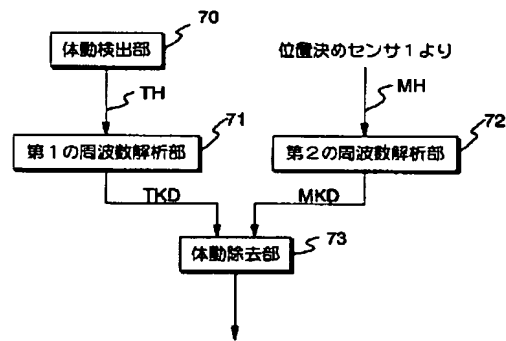 70
体動検出部
位置決めセンサ1より
TH
MH
71
72
第1の周波数解析部
第2の周波数解析部
TKD
MKD
73
体動除去部